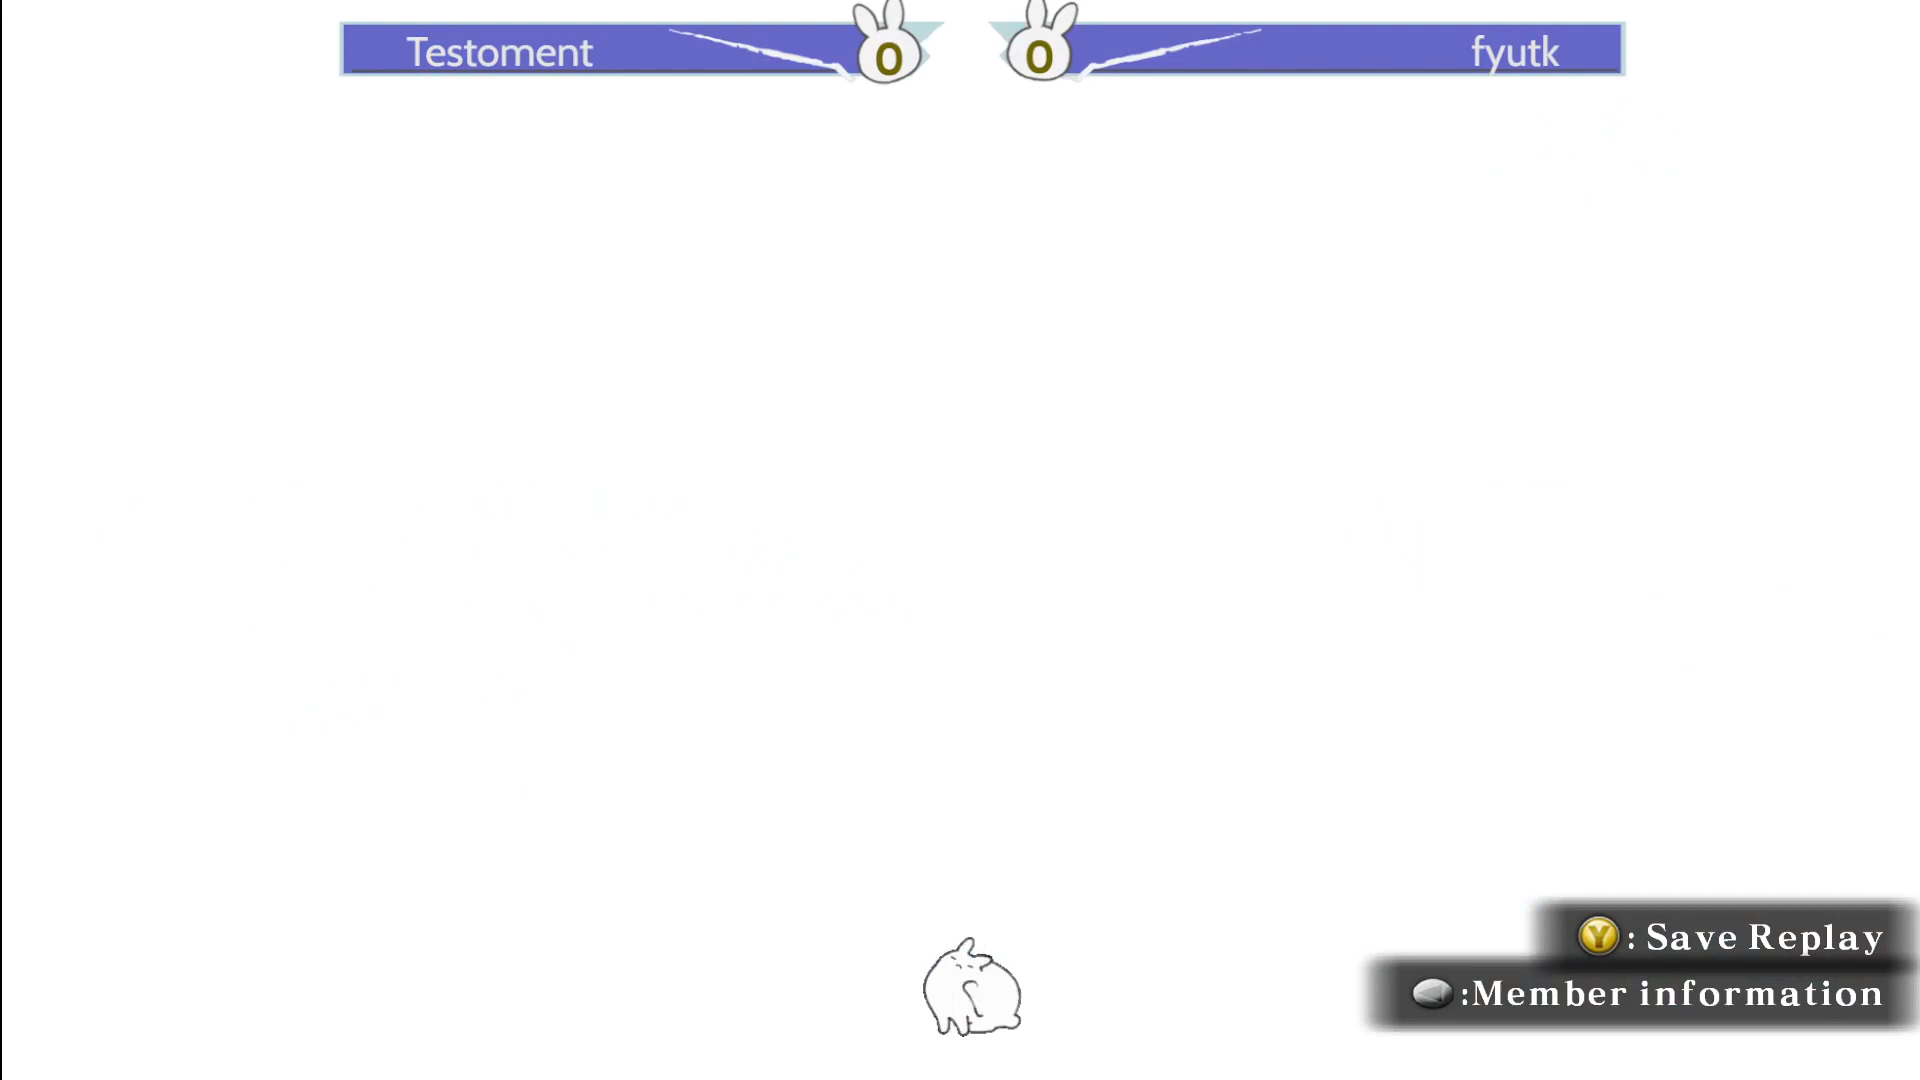 Testoment 0 0 fyutk
Y : Save Replay
:Member information